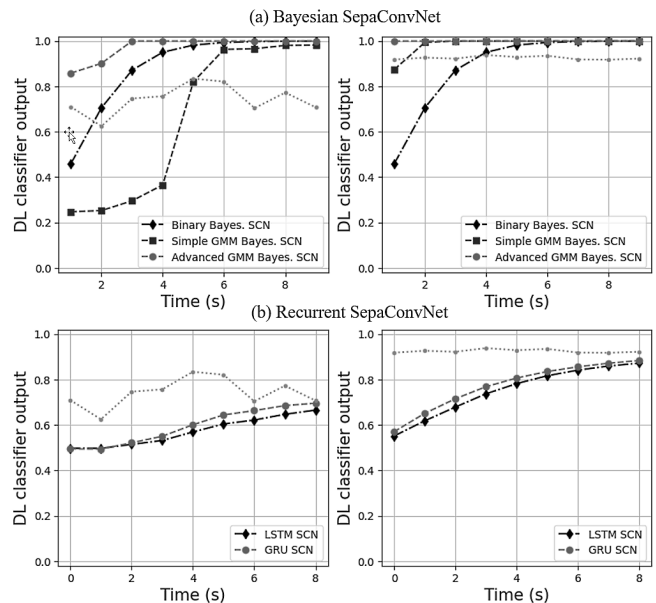 (a) Bayesian SepaConvNet
1.0
0.8
0.6
0.4
0.2
0.0
DL classifier output
Binary Bayes. SCN
Simple GMM Bayes. SCN
Advanced GMM Bayes. SCN
2 4 6 8
Time (s)
1.0
0.8
0.6
0.4
0.2
0.0
DL classifier output
Binary Bayes. SCN
Simple GMM Bayes. SCN
Advanced GMM Bayes. SCN
2 4 6 8
Time (s)
(b) Recurrent SepaConvNet
1.0
0.8
0.6
0.4
0.2
0.0
DL classifier output
LSTM SCN
GRU SCN
0 2 4 6 8
Time (s)
1.0
0.8
0.6
0.4
0.2
0.0
DL classifier output
LSTM SCN
GRU SCN
0 2 4 6 8
Time (s)